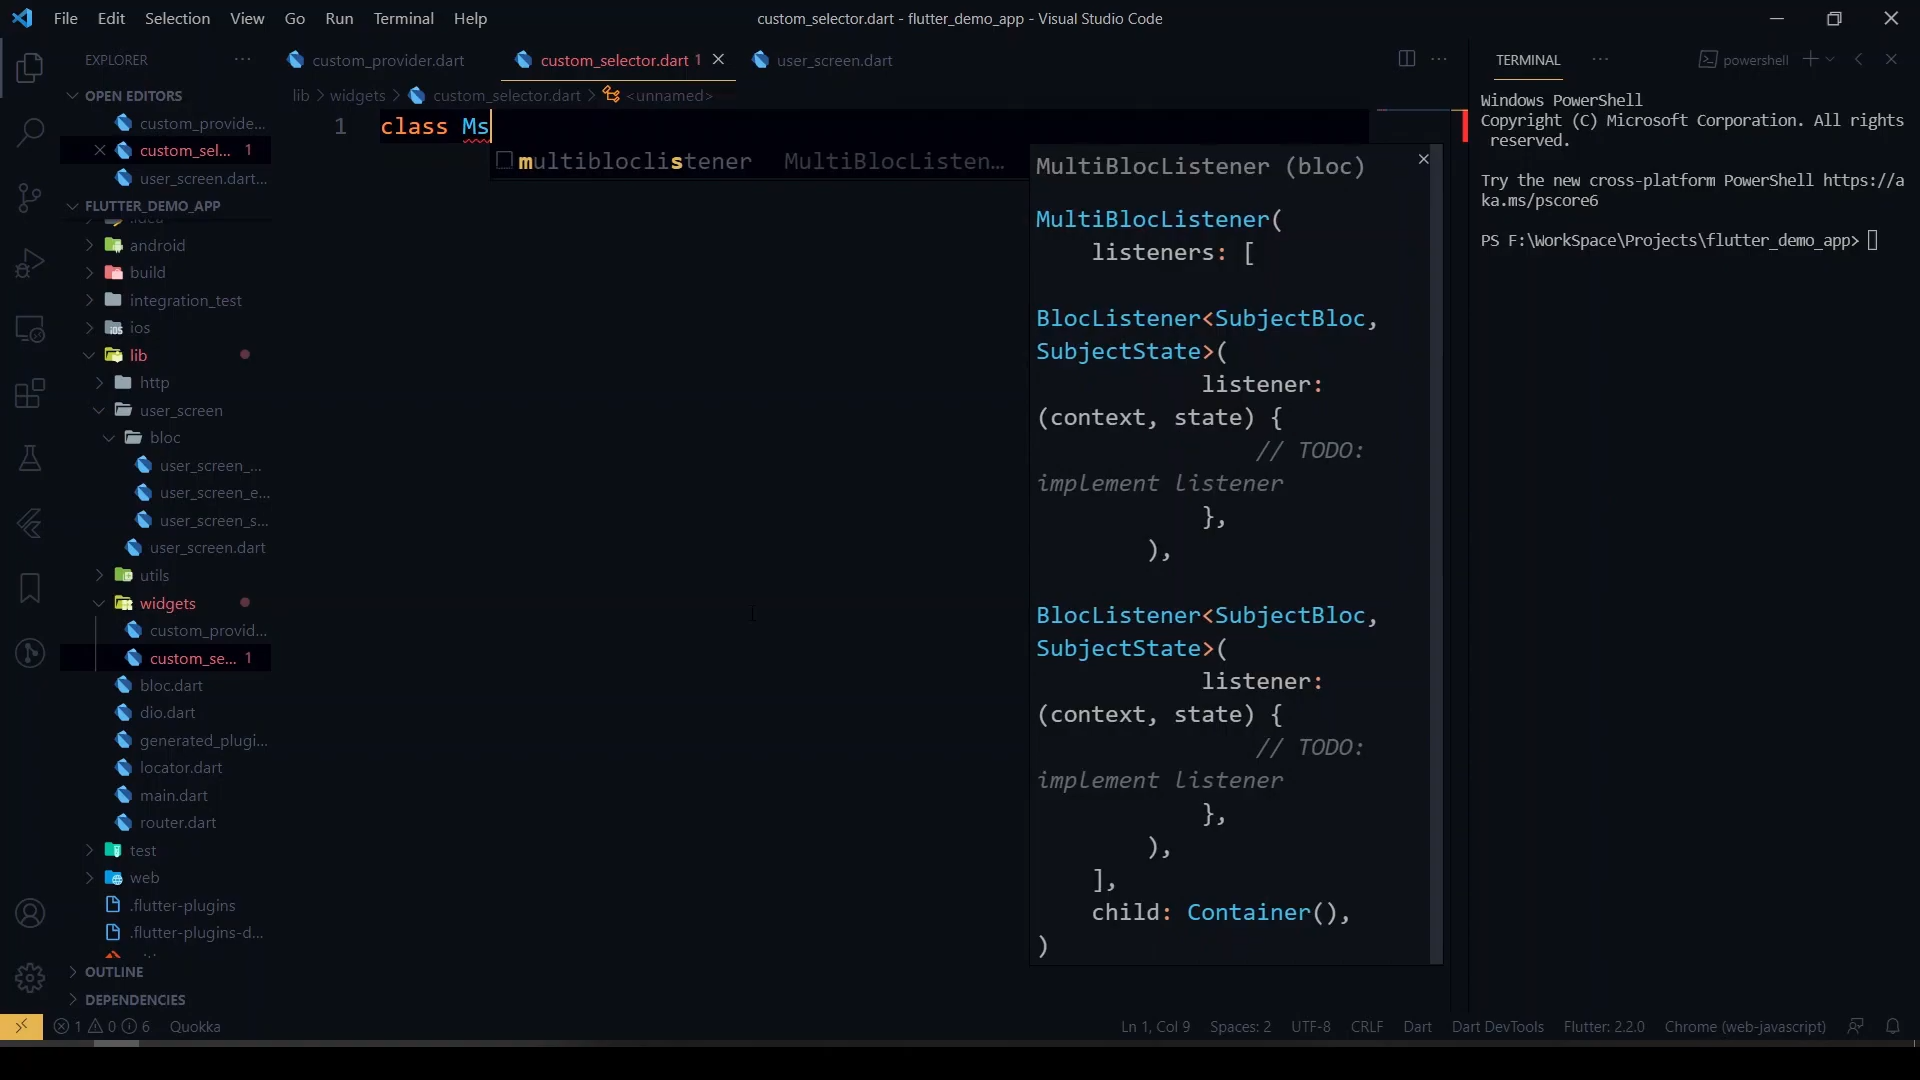 File Edit Selection View Go Run Terminal Help
custom_selector.dart - flutter_demo_app - Visual Studio Code
EXPLORER
OPEN EDITORS
custom_provide...
custom_sel... 1
user_screen.dart...
FLUTTER_DEMO_APP
.idea
android
build
integration_test
ios
lib
http
user_screen
bloc
user_screen_...
user_screen_e...
user_screen_s...
user_screen.dart
utils
widgets
custom_provid...
custom_se... 1
bloc.dart
dio.dart
generated_plugi...
locator.dart
main.dart
router.dart
test
web
.flutter-plugins
.flutter-plugins-d...
OUTLINE
DEPENDENCIES
custom_provider.dart
custom_selector.dart 1
user_screen.dart
lib > widgets > custom_selector.dart > <unnamed>
1 class Ms
multibloclistener MultiBlocListen...
MultiBlocListener (bloc)
MultiBlocListener(
listeners: [
BlocListener<SubjectBloc,
SubjectState>(
listener:
(context, state) {
// TODO:
implement listener
},
),
BlocListener<SubjectBloc,
SubjectState>(
listener:
(context, state) {
// TODO:
implement listener
},
),
],
child: Container(),
)
TERMINAL
powershell
Windows PowerShell
Copyright (C) Microsoft Corporation. All rights
reserved.
Try the new cross-platform PowerShell https://a
ka.ms/pscore6
PS F:\WorkSpace\Projects\flutter_demo_app>
1 0 6 Quokka
Ln 1, Col 9 Spaces: 2 UTF-8 CRLF Dart Dart DevTools Flutter: 2.2.0 Chrome (web-javascript)